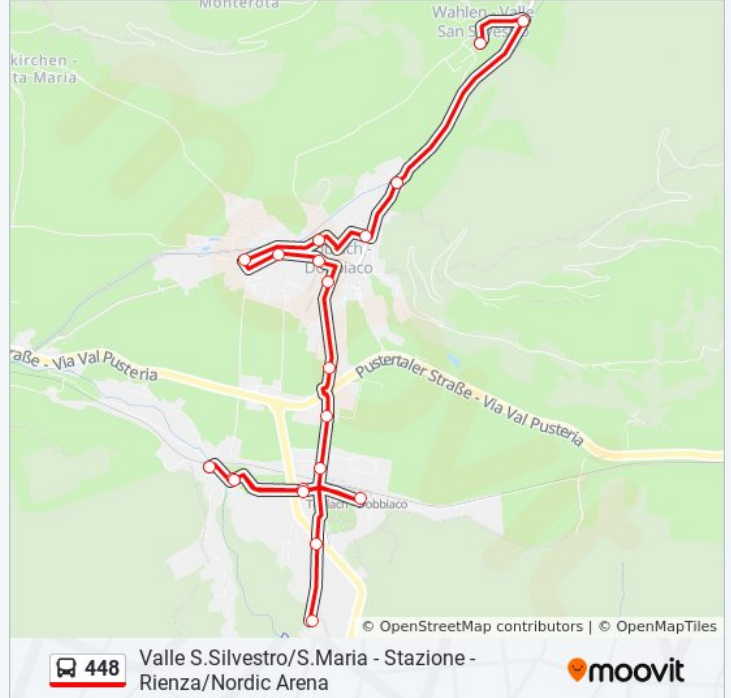 Monterota
Wahlen - Valle
San Silvestro
kirchen -
ta Maria
Dobbiaco
raße - Via Val Pusteria
Pustertaler Straße - Via Val Pusteria
Toblach - Dobbiaco
© OpenStreetMap contributors | © OpenMapTiles
448
Valle S.Silvestro/S.Maria - Stazione -
Rienza/Nordic Arena
moovit